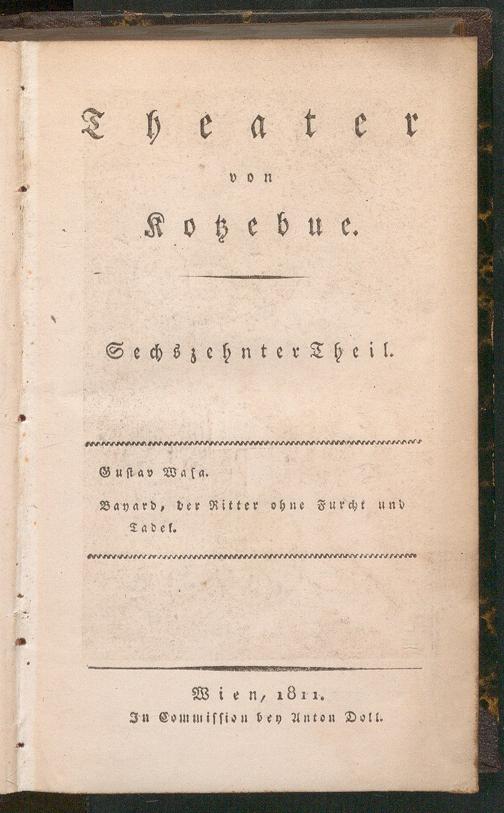 Theater
von
Kotzebue.
Sechszehnter Theil.
Gustav Wasa.
Bayard, der Ritter ohne Furcht und
Tadel.
Wien, 1811.
In Commission bey Anton Doll.